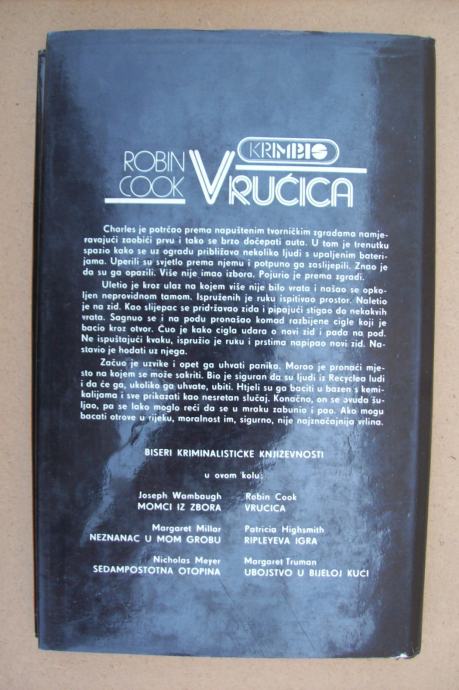 KRIMBIS
ROBIN
COOK VRUĆICA
Charles je potrčao prema napuštenim tvorničkim zgradama namje-
ravajući zaobići prvu i tako se brzo dočepati auta. U tom je trenutku
spazio kako se uz ogradu približava nekoliko ljudi s upaljenim bateri-
jama. Uperili su svjetlo prema njemu i potpuno ga zaslijepili. Znao je
da su ga opazili. Više nije imao izbora. Pojurio je prema zgradi.
Uletio je kroz ulaz na kojem više nije bilo vrata i našao se opko-
ljen neprovidnom tamom. Ispruženih je ruku ispitivao prostor. Naletio
je na zid. Kao slijepac se pridržavao zida i pipajući stigao do nekakvih
vrata. Sagnuo se i na podu pronašao komad razbijene cigle koji je
bacio kroz otvor. Čuo je kako cigla udara o novi zid i pada na pod.
Ne ispuštajući kvaku, ispružio je ruku i prstima napipao novi zid. Na-
stavio je hodati uz njega.
Začuo je uzvike i opet ga uhvati panika. Morao je pronaći mje-
sto na kojem se može sakriti. Bio je siguran da su ljudi iz Recyclea ludi
i da će ga, ukoliko ga uhvate, ubiti. Htjeli su ga baciti u bazen s kemi-
kalijama i sve prikazati kao nesretan slučaj. Konačno, on se ovuda šu-
ljao, pa se lako moglo reći da se u mraku zabunio i pao. Ako mogu
bacati otrove u rijeku, moralnost im, sigurno, nije najznačajnija vrlina.
BISERI KRIMINALISTIČKE KNJIŽEVNOSTI
u ovom kolu:
Joseph Wambaugh
MOMCI IZ ZBORA
Robin Cook
VRUĆICA
Margaret Millar
NEZNANAC U MOM GROBU
Patricia Highsmith
RIPLEYEVA IGRA
Nicholas Meyer
SEDAMPOSTOTNA OTOPINA
Margaret Truman
UBOJSTVO U BIJELOJ KUĆI